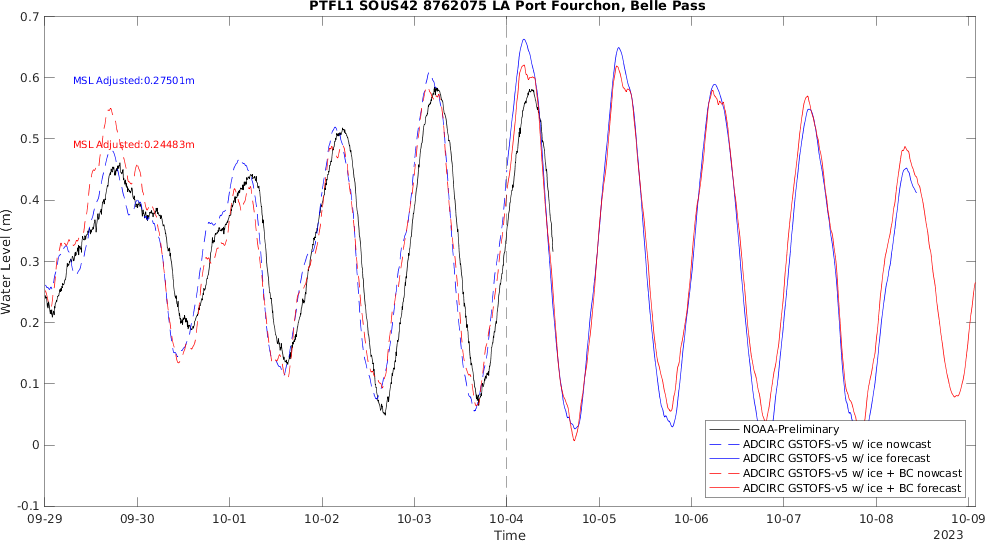 PTFL1 SOUS42 8762075 LA Port Fourchon, Belle Pass
0.7
0.6
0.5
0.4
0.3
0.2
0.1
0
-0.1
Water Level (m)
MSL Adjusted:0.27501m
MSL Adjusted:0.24483m
NOAA-Preliminary
ADCIRC GSTOFS-v5 w/ ice nowcast
ADCIRC GSTOFS-v5 w/ ice forecast
ADCIRC GSTOFS-v5 w/ ice + BC nowcast
ADCIRC GSTOFS-v5 w/ ice + BC forecast
09-29 09-30 10-01 10-02 10-03 10-04 10-05 10-06 10-07 10-08 10-09
Time
2023